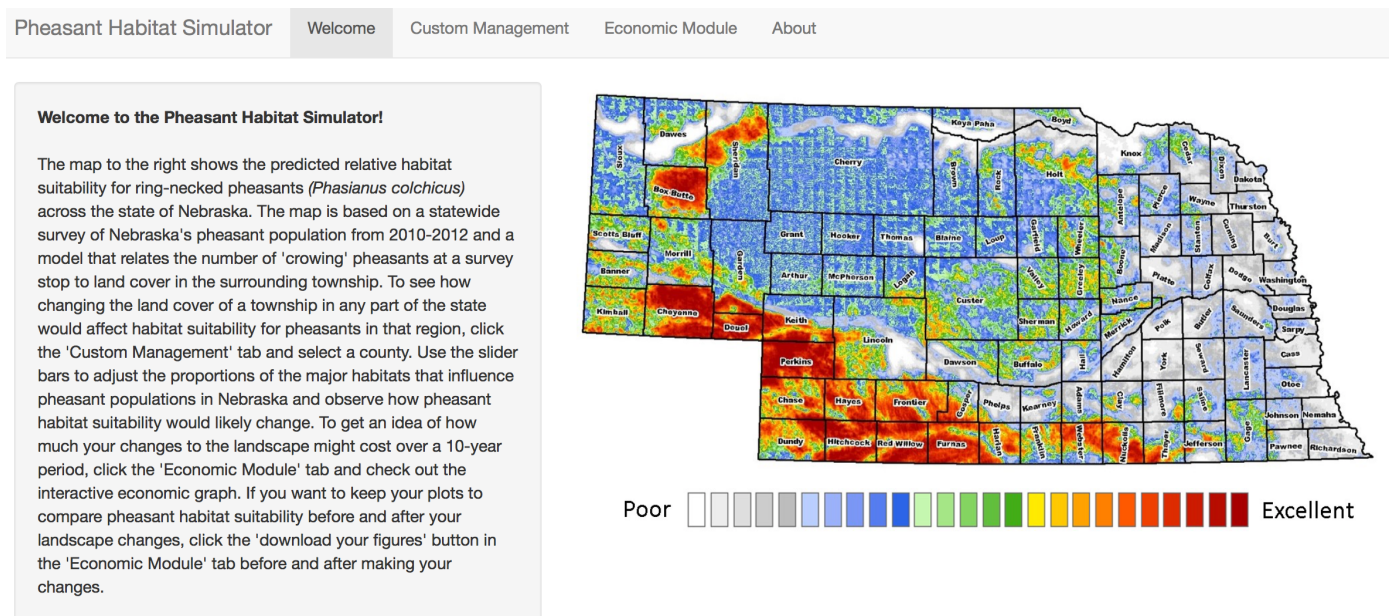 Pheasant Habitat Simulator
Welcome
Custom Management
Economic Module
About
Welcome to the Pheasant Habitat Simulator!
The map to the right shows the predicted relative habitat
suitability for ring-necked pheasants (Phasianus colchicus)
across the state of Nebraska. The map is based on a statewide
survey of Nebraska's pheasant population from 2010-2012 and a
model that relates the number of 'crowing' pheasants at a survey
stop to land cover in the surrounding township. To see how
changing the land cover of a township in any part of the state
would affect habitat suitability for pheasants in that region, click
the 'Custom Management' tab and select a county. Use the slider
bars to adjust the proportions of the major habitats that influence
pheasant populations in Nebraska and observe how pheasant
habitat suitability would likely change. To get an idea of how
much your changes to the landscape might cost over a 10-year
period, click the 'Economic Module' tab and check out the
interactive economic graph. If you want to keep your plots to
compare pheasant habitat suitability before and after your
landscape changes, click the 'download your figures' button in
the 'Economic Module' tab before and after making your
changes.
Sioux
Dawes
Sheridan
Box Butte
Cherry
Keya Paha
Boyd
Brown
Rock
Holt
Knox
Cedar
Dixon
Dakota
Antelope
Pierce
Wayne
Thurston
Scotts Bluff
Morrill
Garden
Grant
Hooker
Thomas
Blaine
Loup
Garfield
Wheeler
Boone
Madison
Stanton
Cuming
Burt
Banner
Arthur
McPherson
Logan
Custer
Valley
Greeley
Nance
Platte
Colfax
Dodge
Washington
Kimball
Cheyenne
Deuel
Keith
Lincoln
Sherman
Howard
Merrick
Polk
Butler
Saunders
Douglas
Sarpy
Perkins
Dawson
Buffalo
Hall
Hamilton
York
Seward
Lancaster
Cass
Otoe
Chase
Hayes
Frontier
Gosper
Phelps
Kearney
Adams
Clay
Fillmore
Saline
Johnson
Nemaha
Dundy
Hitchcock
Red Willow
Furnas
Harlan
Franklin
Webster
Nuckolls
Thayer
Jefferson
Gage
Pawnee
Richardson
Poor
Excellent